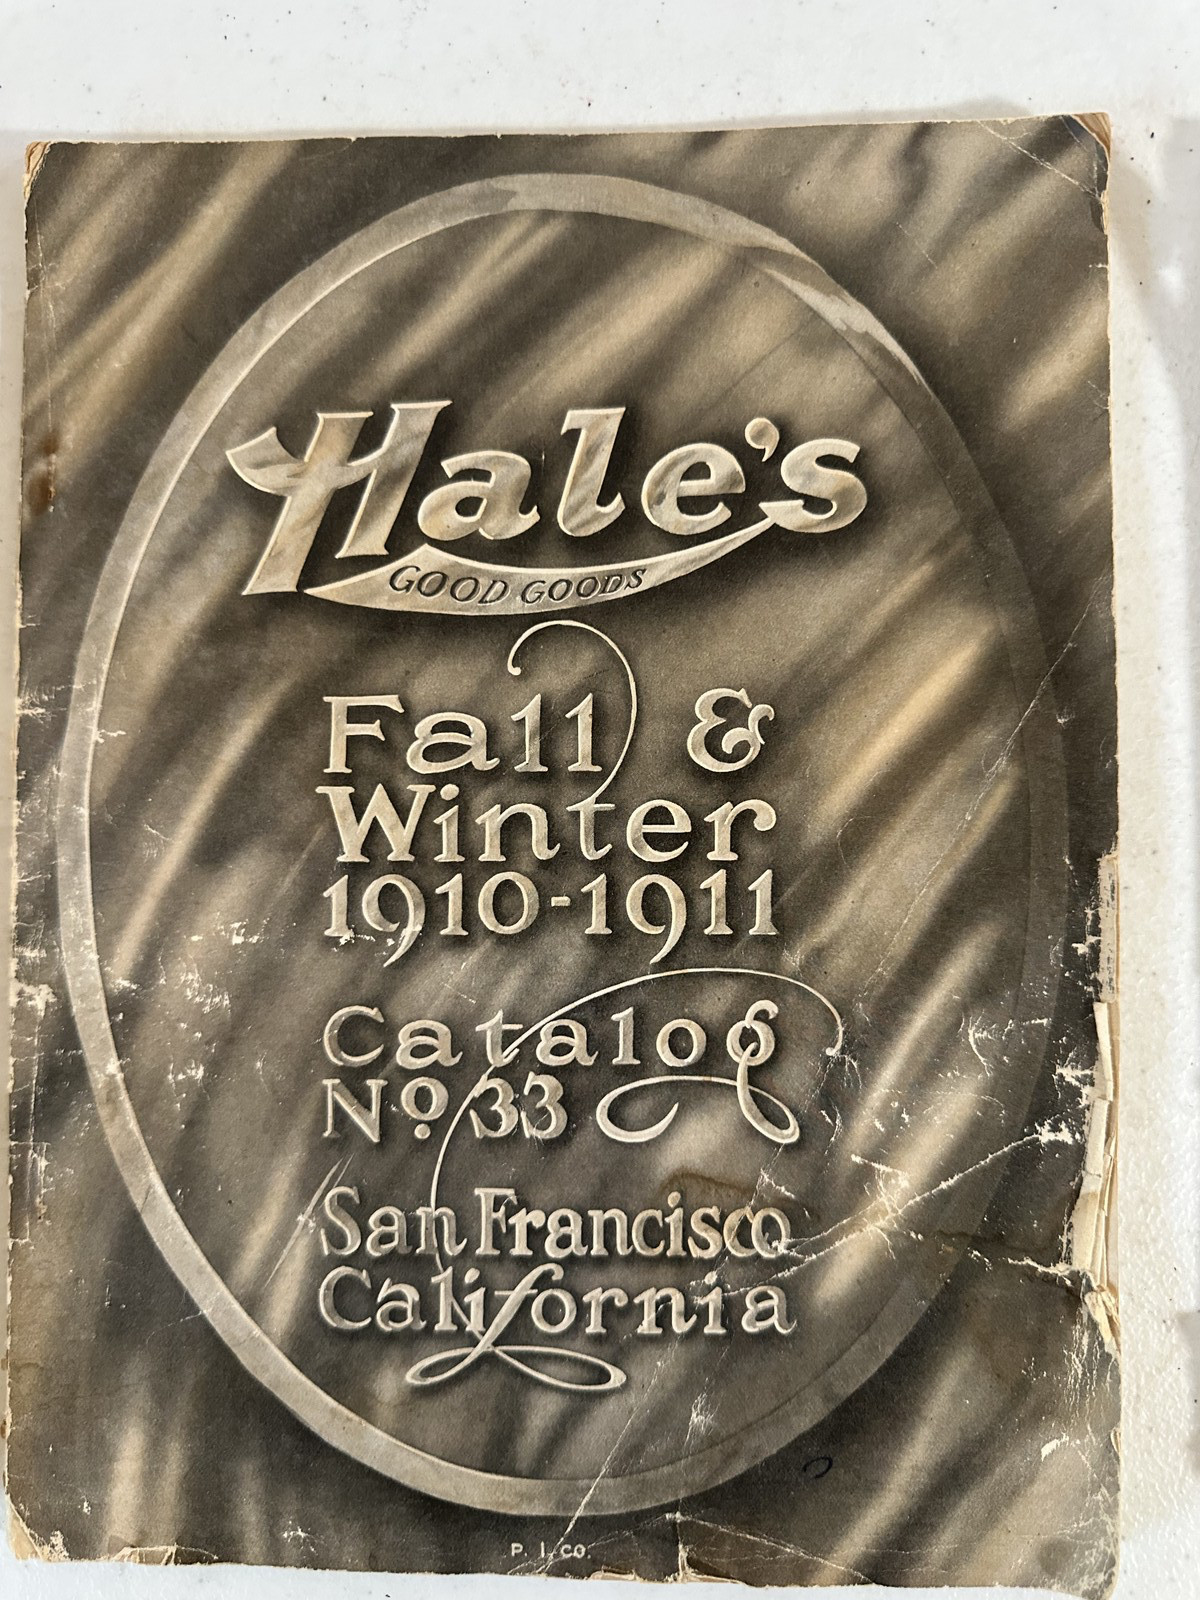 Hale's
GOOD GOODS
Fall &
Winter
1910-1911
Catalog
No. 33
San Francisco
California
P. I. CO.